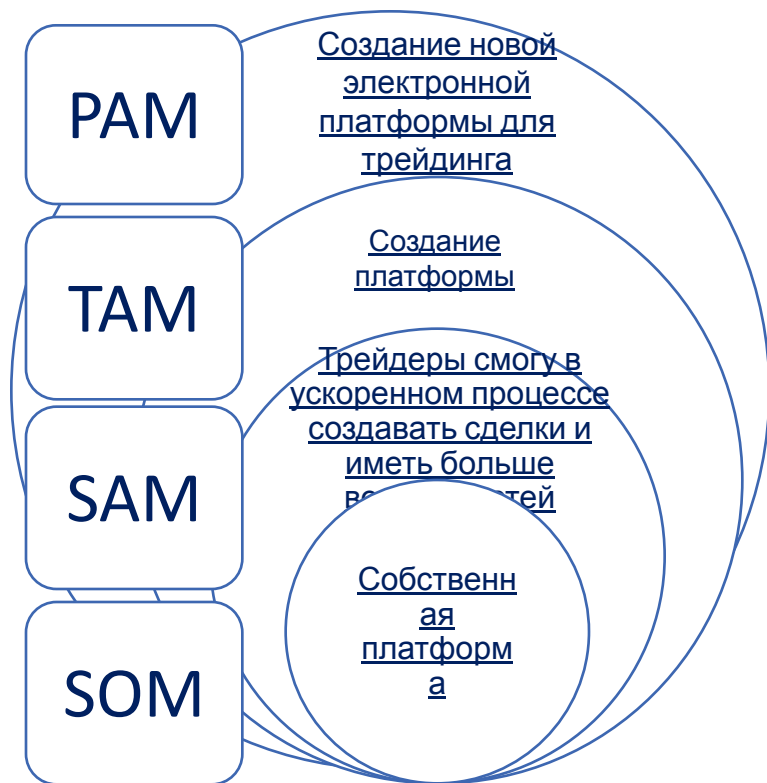 PAM
Создание новой
электронной
платформы для
трейдинга
TAM
Создание
платформы
SAM
Трейдеры смогу в
ускоренном процессе
создавать сделки и
иметь больше
SOM
Собственн
ая
платформ
а